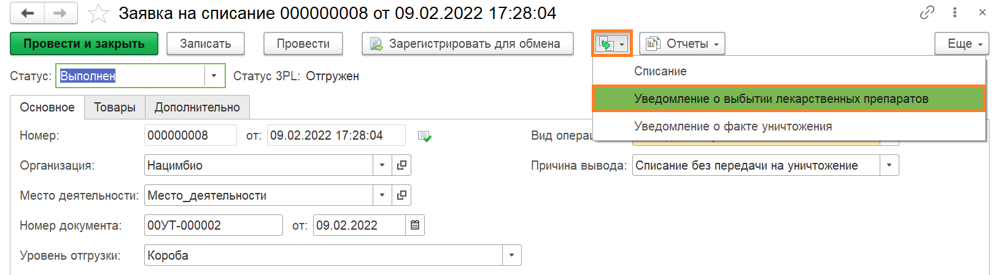 Заявка на списание 000000008 от 09.02.2022 17:28:04
Провести и закрыть Записать Провести Зарегистрировать для обмена Отчеты Еще
Статус: Выполнен Статус 3PL: Отгружен
Списание
Уведомление о выбытии лекарственных препаратов
Уведомление о факте уничтожения
Основное Товары Дополнительно
Номер: 000000008 от: 09.02.2022 17:28:04 Вид операц
Организация: Нацимбио Причина вывода: Списание без передачи на уничтожение
Место деятельности: Место_деятельности
Номер документа: 00УТ-000002 от: 09.02.2022
Уровень отгрузки: Короба